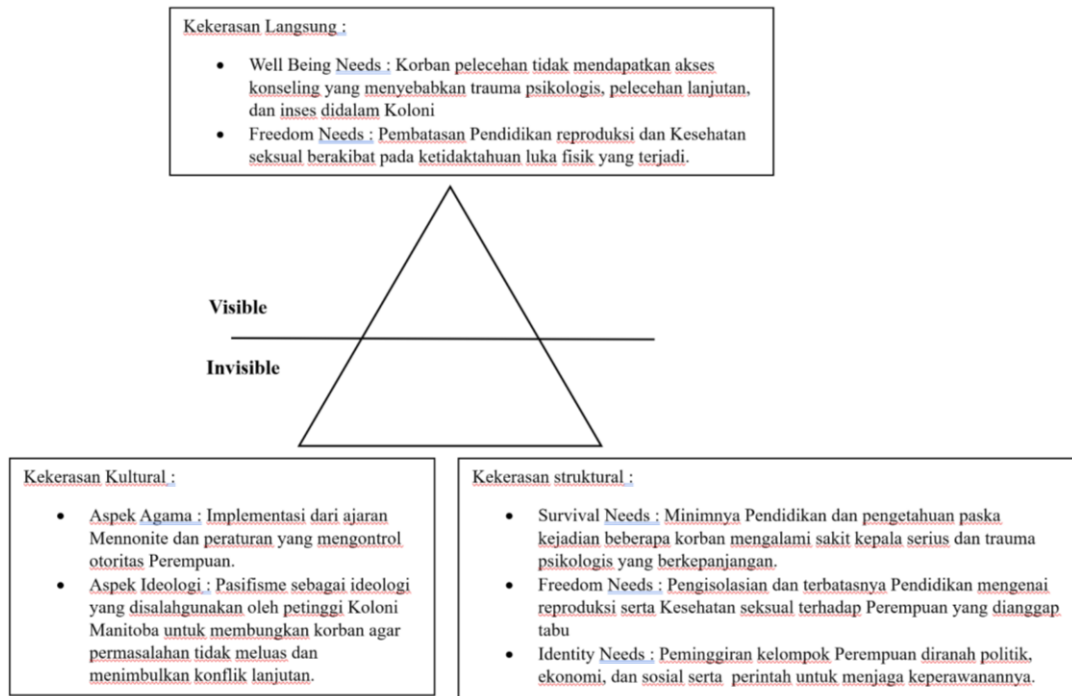 Kekerasan Langsung :
• Well Being Needs : Korban pelecehan tidak mendapatkan akses
konseling yang menyebabkan trauma psikologis, pelecehan lanjutan,
dan inses didalam Koloni
• Freedom Needs : Pembatasan Pendidikan reproduksi dan Kesehatan
seksual berakibat pada ketidaktahuan luka fisik yang terjadi.
Visible
Invisible
Kekerasan Kultural :
• Aspek Agama : Implementasi dari ajaran
Mennonite dan peraturan yang mengontrol
otoritas Perempuan.
• Aspek Ideologi : Pasifisme sebagai ideologi
yang disalahgunakan oleh petinggi Koloni
Manitoba untuk membungkan korban agar
permasalahan tidak meluas dan
menimbulkan konflik lanjutan.
Kekerasan struktural :
• Survival Needs : Minimnya Pendidikan dan pengetahuan paska
kejadian beberapa korban mengalami sakit kepala serius dan trauma
psikologis yang berkepanjangan.
• Freedom Needs : Pengisolasian dan terbatasnya Pendidikan mengenai
reproduksi serta Kesehatan seksual terhadap Perempuan yang dianggap
tabu
• Identity Needs : Peminggiran kelompok Perempuan diranah politik,
ekonomi, dan sosial serta perintah untuk menjaga keperawanannya.